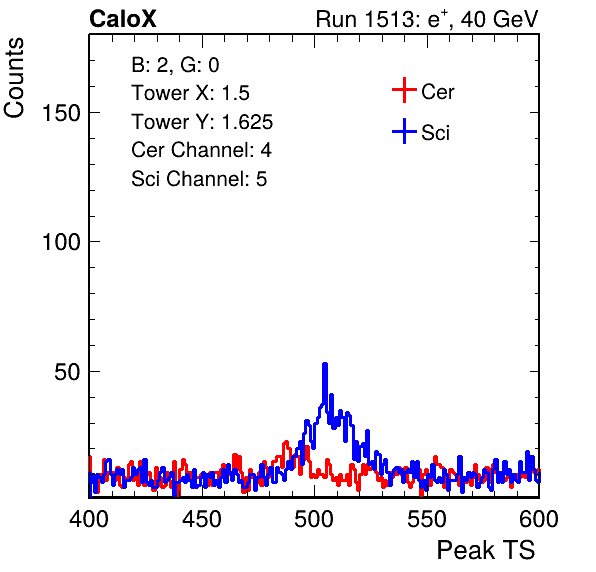 CaloX Run 1513: e⁺, 40 GeV
B: 2, G: 0
Tower X: 1.5
Tower Y: 1.625
Cer Channel: 4
Sci Channel: 5
Cer
Sci
Counts
150
100
50
400 450 500 550 600
Peak TS